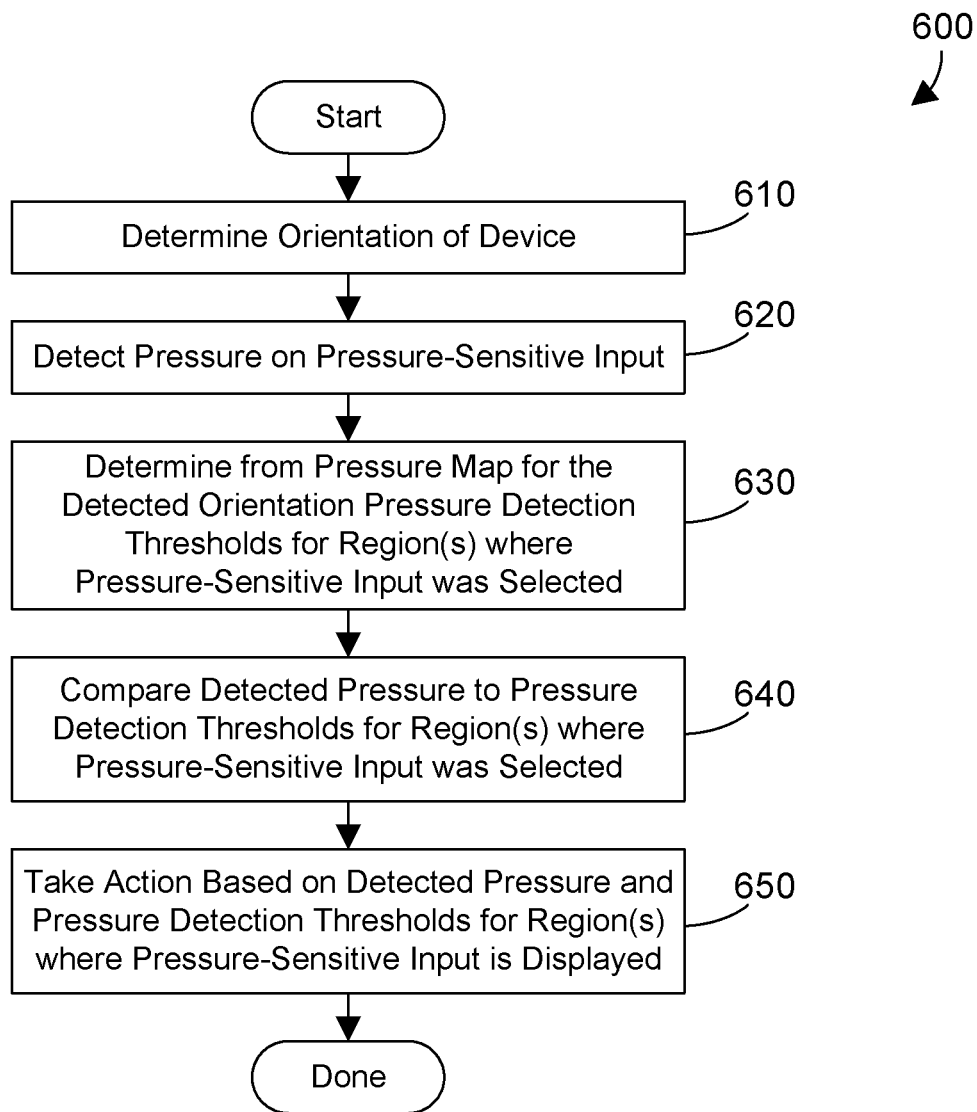 600
Start
610
Determine Orientation of Device
620
Detect Pressure on Pressure-Sensitive Input
630
Determine from Pressure Map for the
Detected Orientation Pressure Detection
Thresholds for Region(s) where
Pressure-Sensitive Input was Selected
640
Compare Detected Pressure to Pressure
Detection Thresholds for Region(s) where
Pressure-Sensitive Input was Selected
650
Take Action Based on Detected Pressure and
Pressure Detection Thresholds for Region(s)
where Pressure-Sensitive Input is Displayed
Done